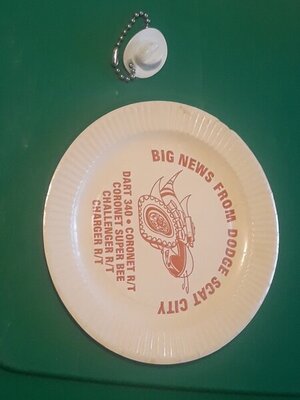 BIG NEWS FROM DODGE SCAT CITY
DART 340 • CORONET R/T
CORONET SUPER BEE
CHALLENGER R/T
CHARGER R/T